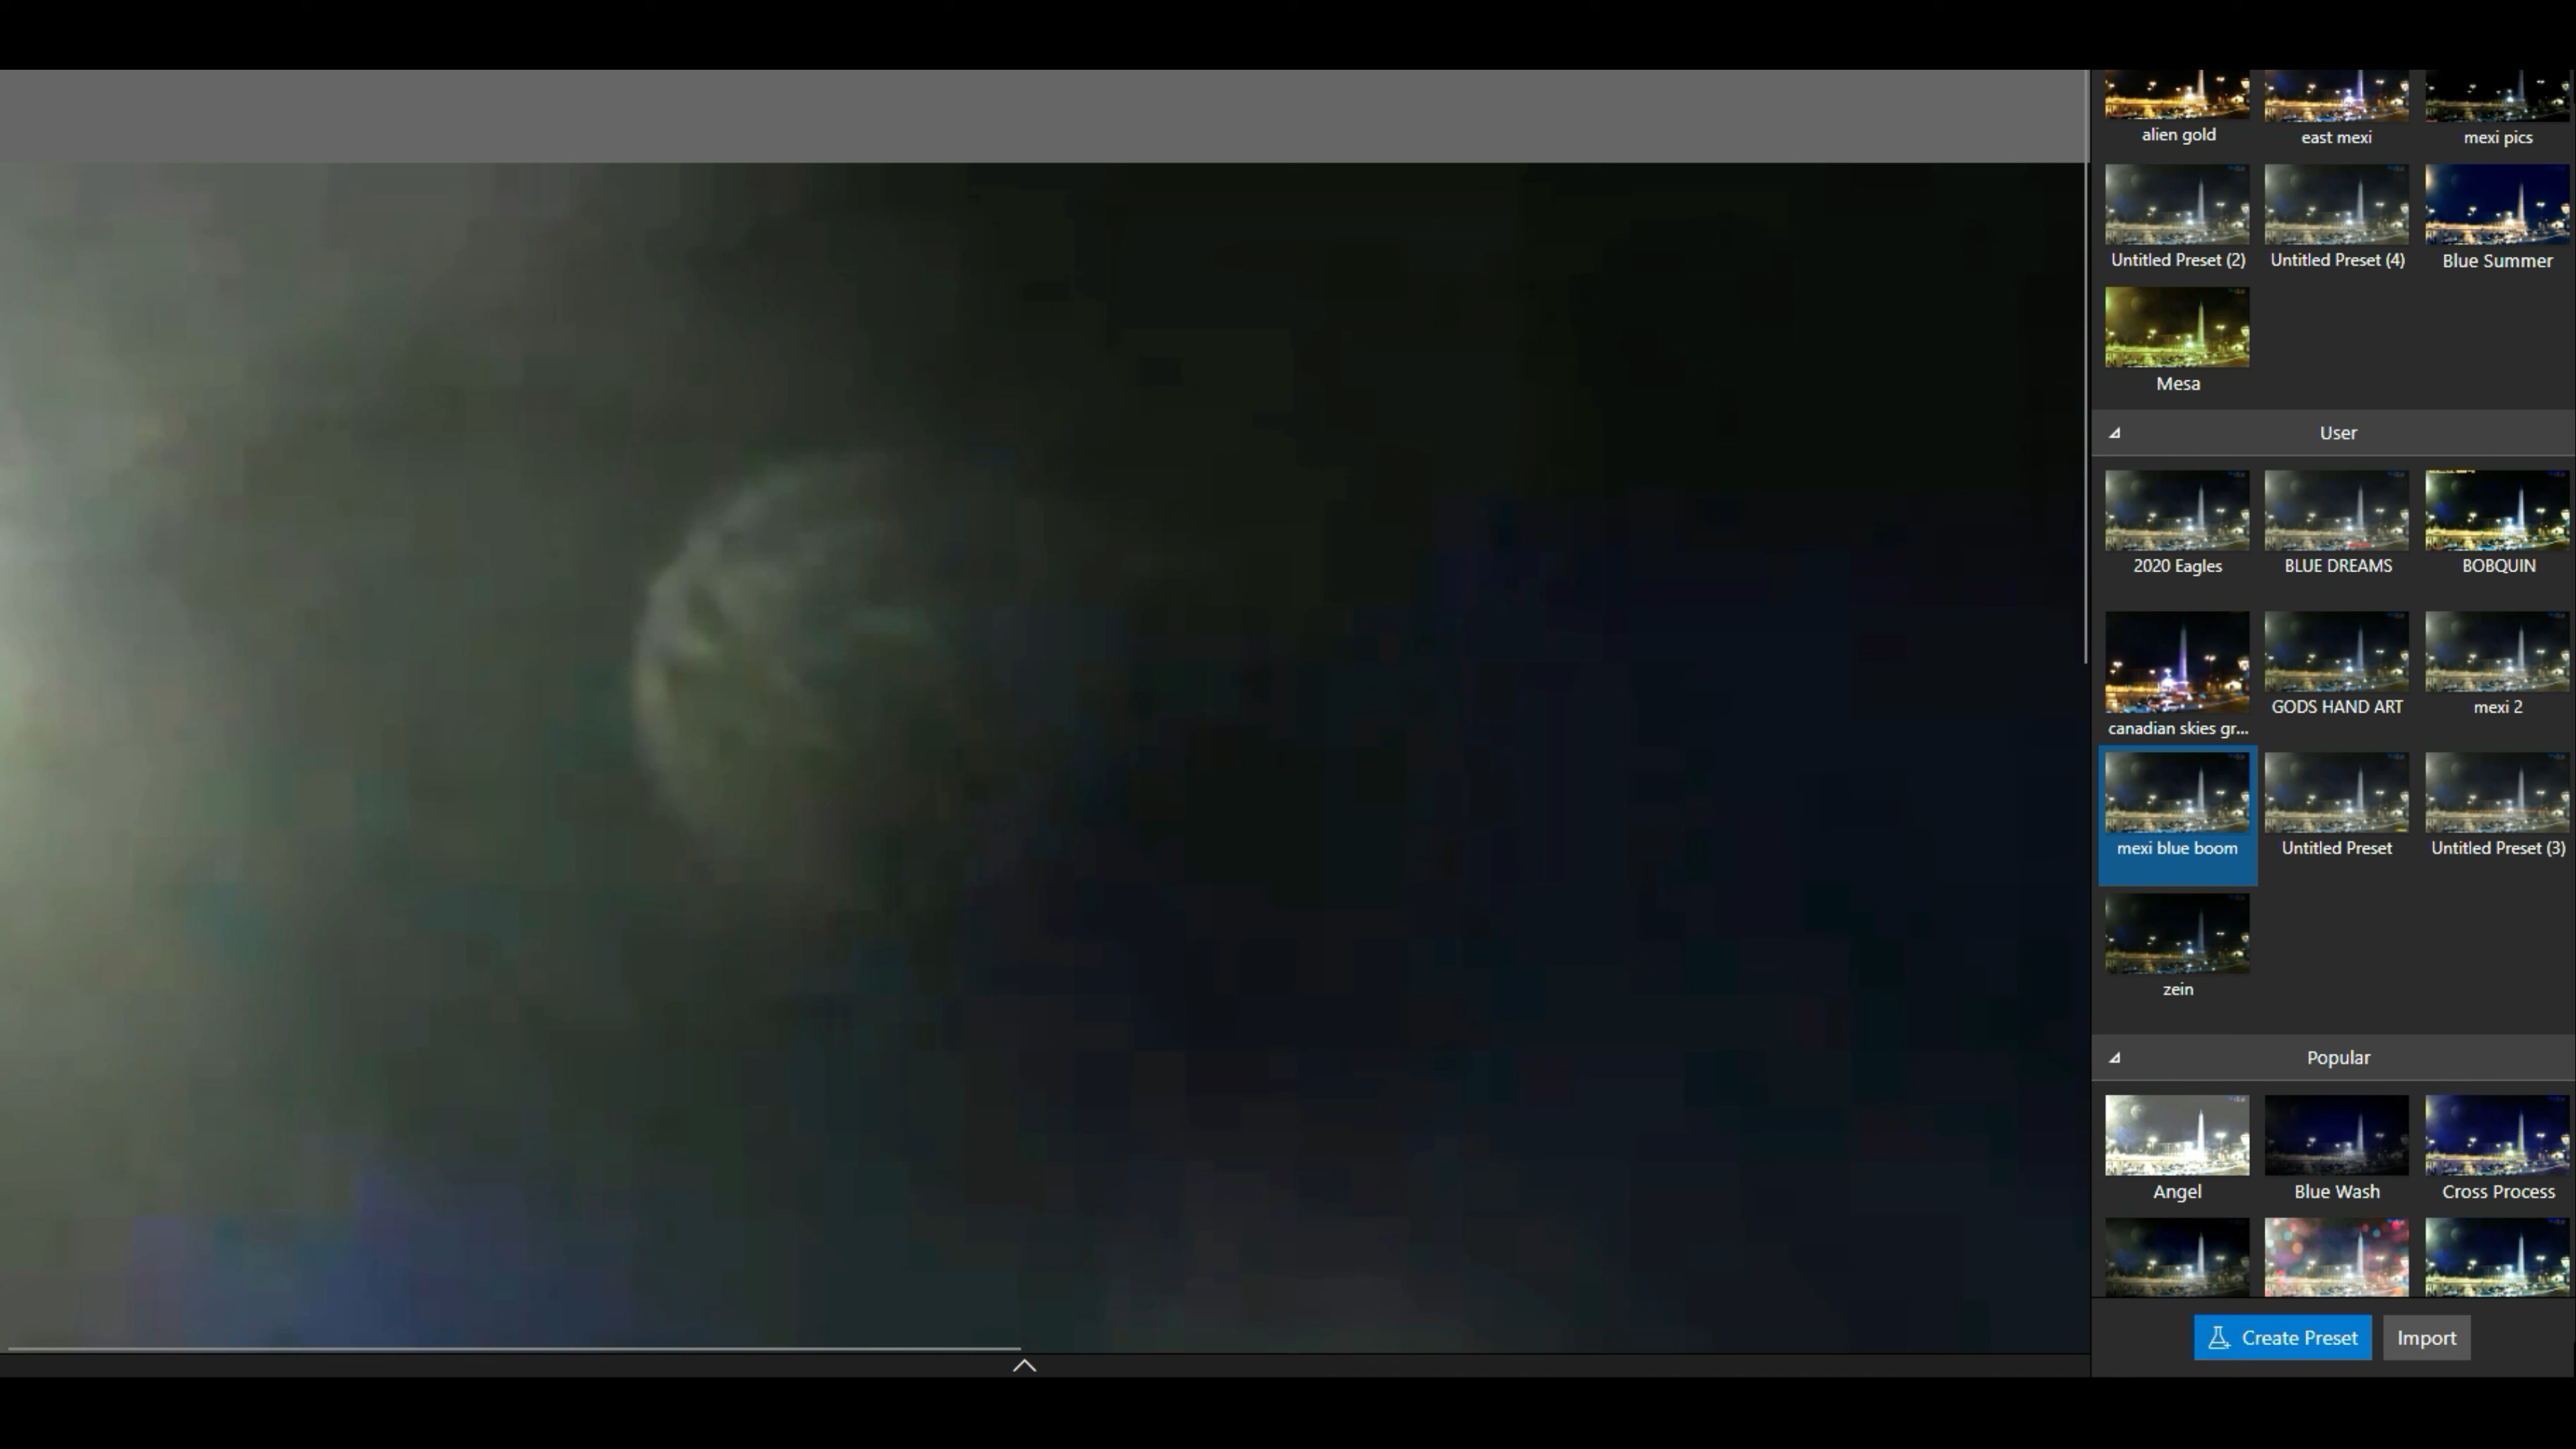 alien gold
east mexi
mexi pics
Untitled Preset (2)
Untitled Preset (4)
Blue Summer
Mesa
User
2020 Eagles
BLUE DREAMS
BOBQUIN
canadian skies gr...
GODS HAND ART
mexi 2
mexi blue boom
Untitled Preset
Untitled Preset (3)
zein
Popular
Angel
Blue Wash
Cross Process
Create Preset
Import